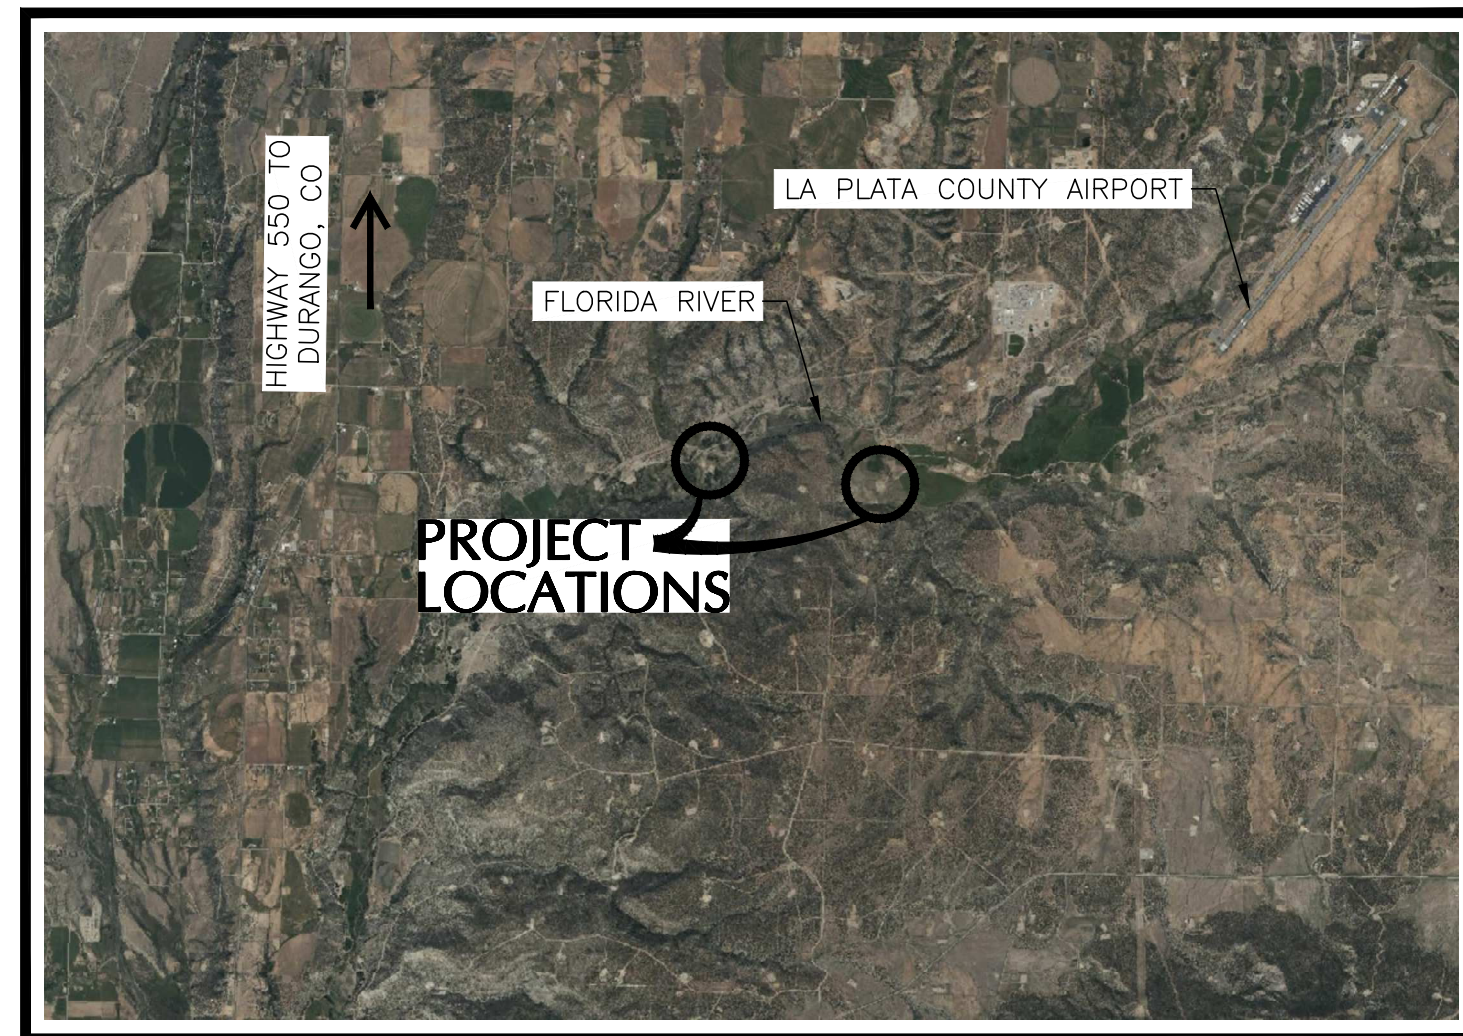 HIGHWAY 550 TO
DURANGO, CO
LA PLATA COUNTY AIRPORT
FLORIDA RIVER
PROJECT
LOCATIONS